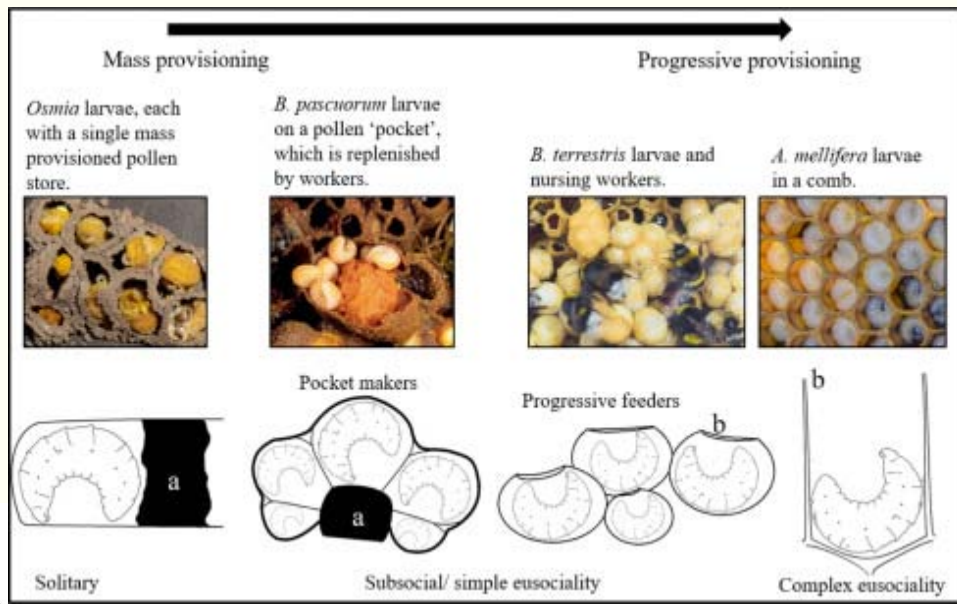 Mass provisioning
Progressive provisioning
Osmia larvae, each
with a single mass
provisioned pollen
store.
B. pascuorum larvae
on a pollen ‘pocket’,
which is replenished
by workers.
B. terrestris larvae and
nursing workers.
A. mellifera larvae
in a comb.
Pocket makers
Progressive feeders
a
a
b
b
Solitary
Subsocial/ simple eusociality
Complex eusociality